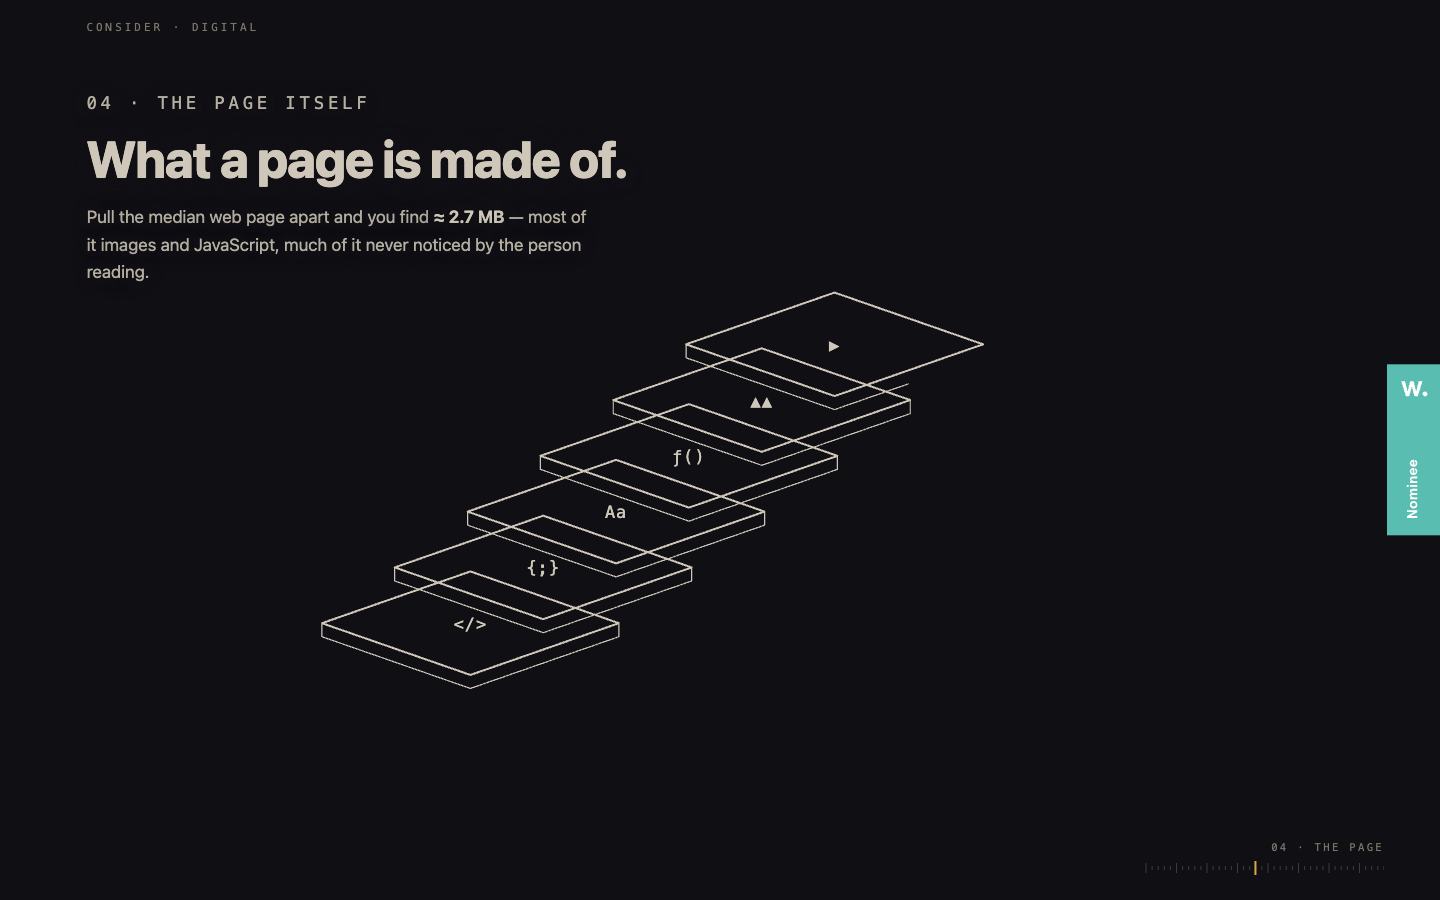 CONSIDER · DIGITAL
04 · THE PAGE ITSELF
What a page is made of.
Pull the median web page apart and you find ≈ 2.7 MB — most of
it images and JavaScript, much of it never noticed by the person
reading.
▶
▲▲
ƒ()
Aa
{;}
</>
W.
Nominee
04 · THE PAGE